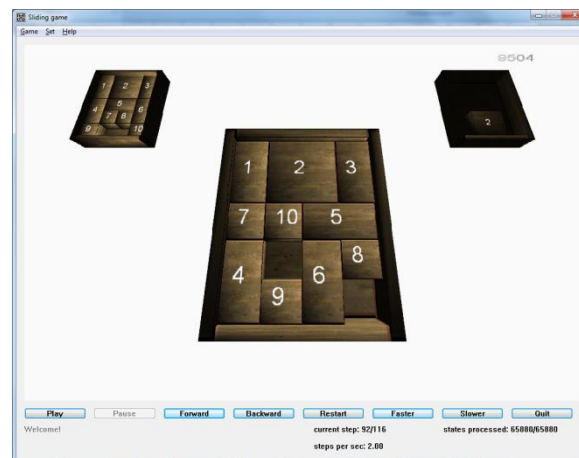 Sliding game
Game Set Help
9504
1 2 3
4 5 6
7 8
9 10
2
1 2 3
7 10 5
4 6 8
9
Play Pause Forward Backward Restart Faster Slower Quit
Welcome! current step: 92/116 states processed: 65880/65880
steps per sec: 2.00